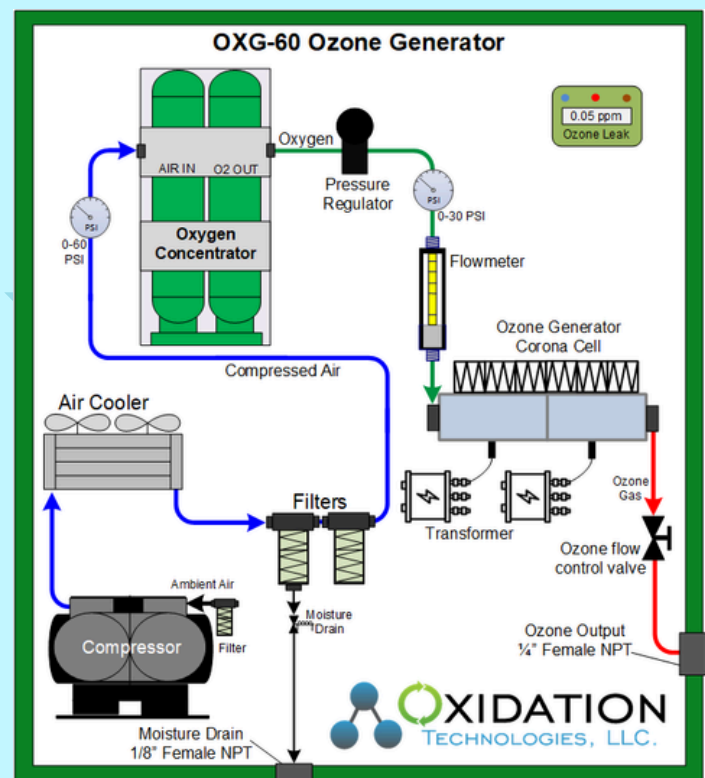 OXG-60 Ozone Generator
0.05 ppm
Ozone Leak
Oxygen
AIR IN
O2 OUT
Pressure
Regulator
PSI
0-30 PSI
PSI
0-60
PSI
Oxygen
Concentrator
Flowmeter
Ozone Generator
Corona Cell
Compressed Air
Air Cooler
Filters
Transformer
Ozone
Gas
Ozone flow
control valve
Ambient Air
Filter
Compressor
Moisture
Drain
Ozone Output
¼” Female NPT
Moisture Drain
1/8” Female NPT
OXIDATION
TECHNOLOGIES, LLC.